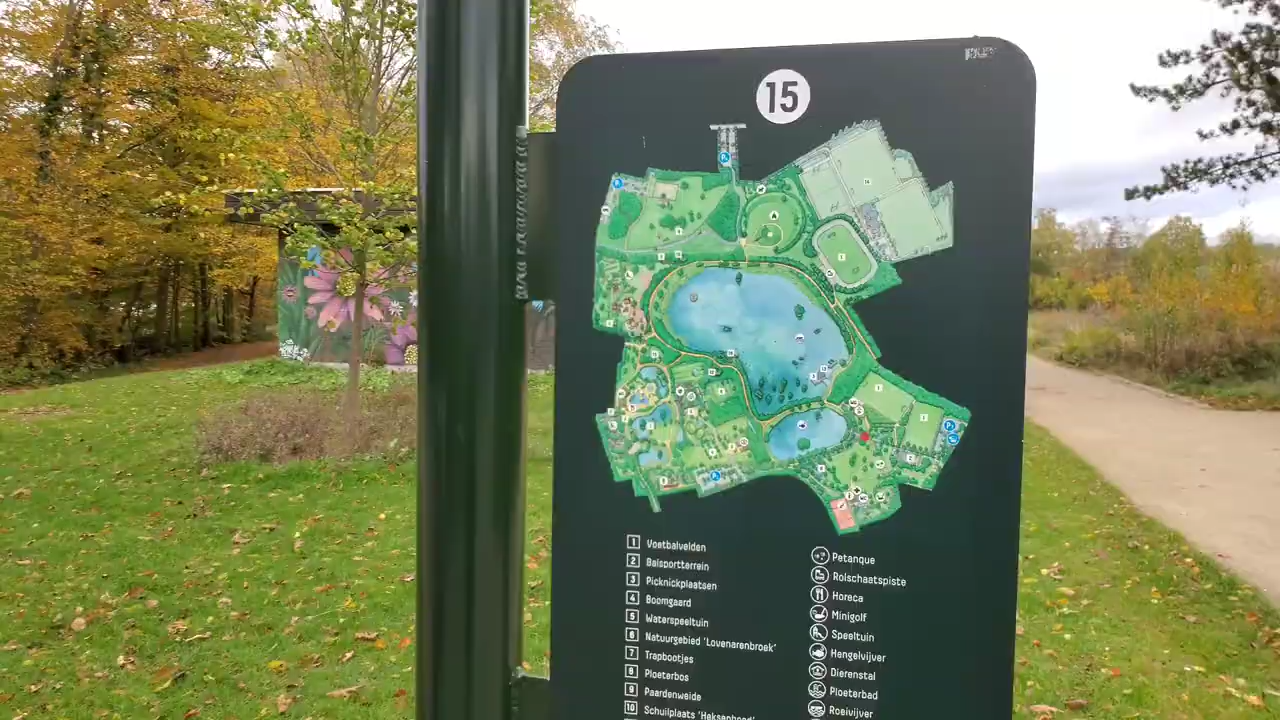 15
1 Voetbalvelden
2 Balsportterrein
3 Picknickplaatsen
4 Boomgaard
5 Waterspeeltuin
6 Natuurgebied 'Lovenarenbroek'
7 Trapbootjes
8 Ploeterbos
9 Paardenweide
10 Schuilplaats
Petanque
Rolschaatspiste
Horeca
Minigolf
Speeltuin
Hengelvijver
Dierenstal
Ploeterbad
Roeivijver